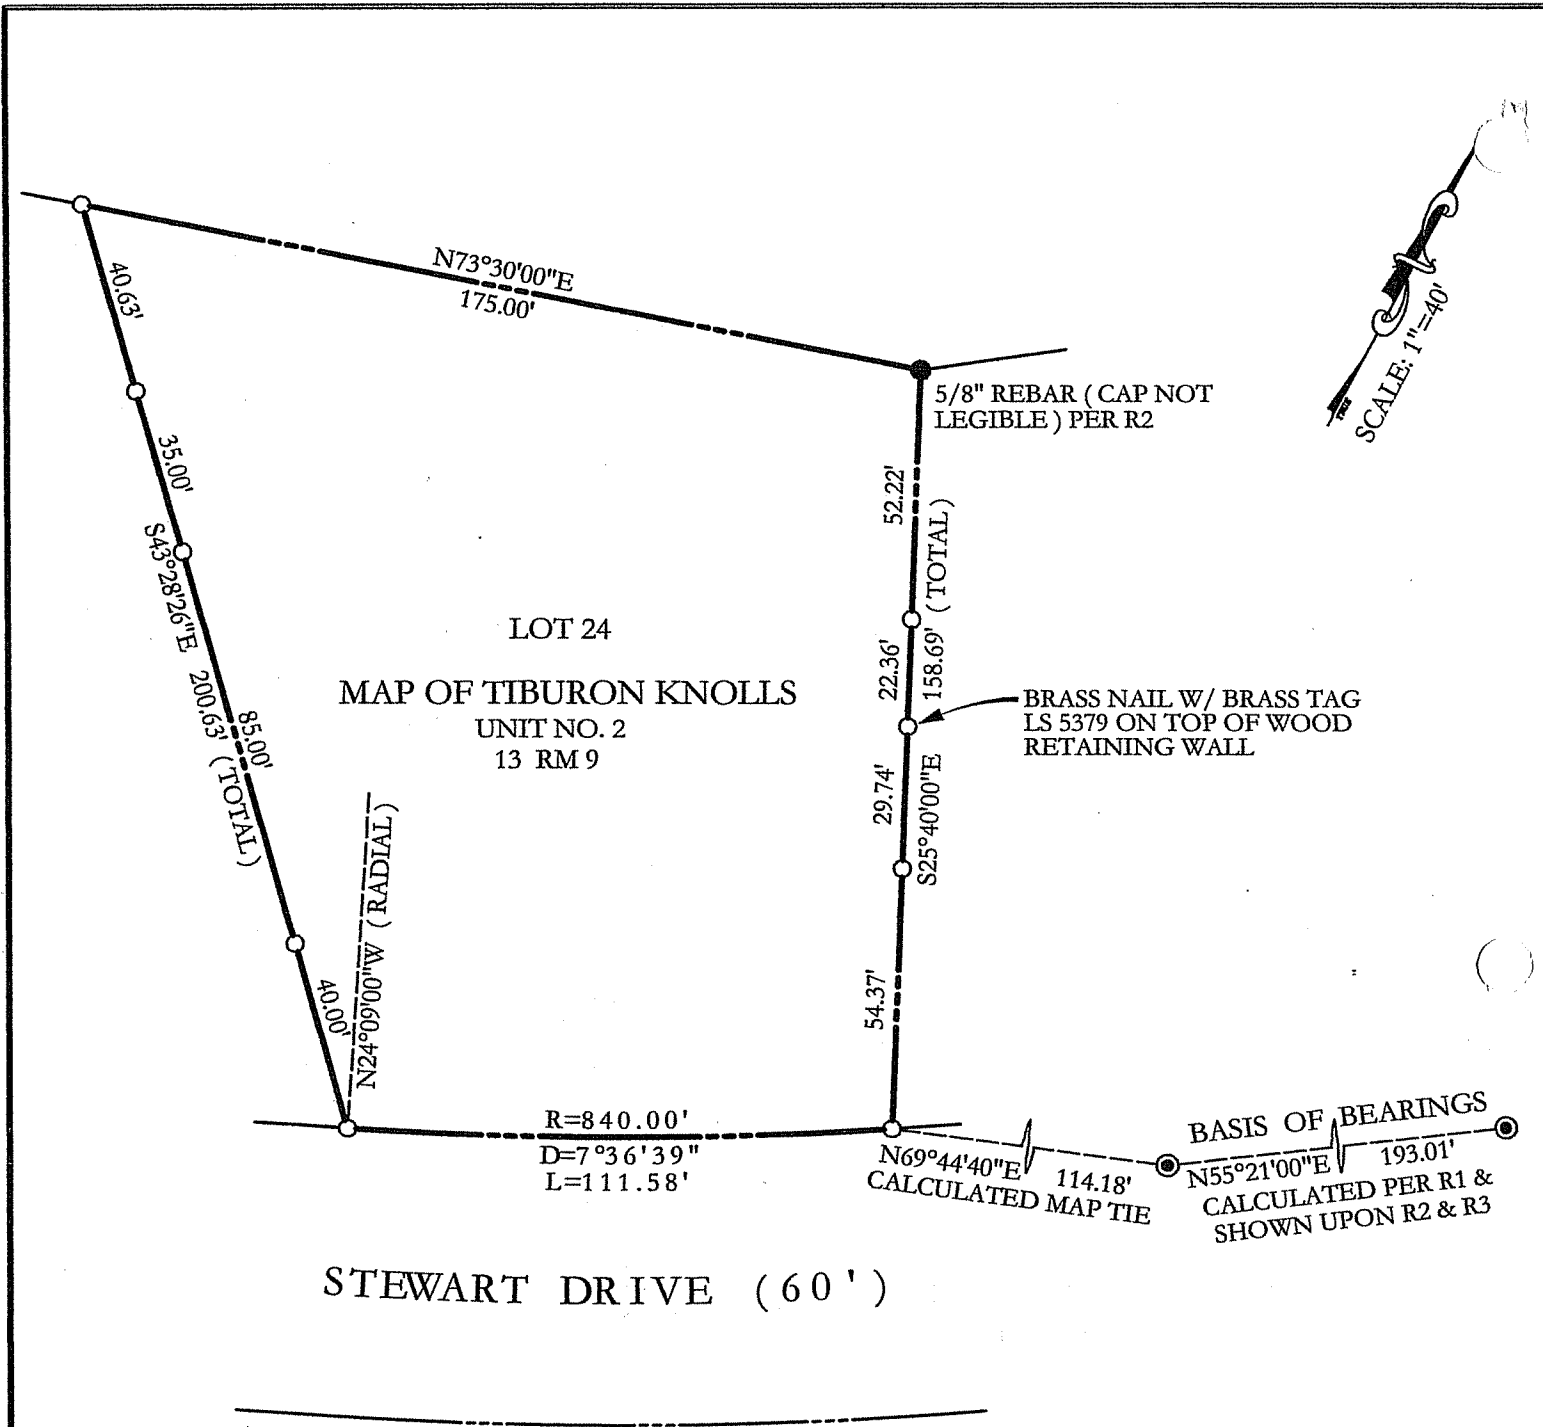 N73°30'00"E
175.00'
40.63'
35.00'
S43°28'26"E 200.63' (TOTAL)
85.00'
40.00'
5/8" REBAR ( CAP NOT
LEGIBLE ) PER R2
SCALE: 1"=40'
52.22'
22.36'
29.74'
54.37'
S25°40'00"E 158.69' (TOTAL)
LOT 24
MAP OF TIBURON KNOLLS
UNIT NO. 2
13 RM 9
BRASS NAIL W/ BRASS TAG
LS 5379 ON TOP OF WOOD
RETAINING WALL
N24°09'00"W (RADIAL)
R=840.00'
D=7°36'39"
L=111.58'
N69°44'40"E 114.18'
CALCULATED MAP TIE
BASIS OF BEARINGS
N55°21'00"E 193.01'
CALCULATED PER R1 &
SHOWN UPON R2 & R3
STEWART DRIVE (60')